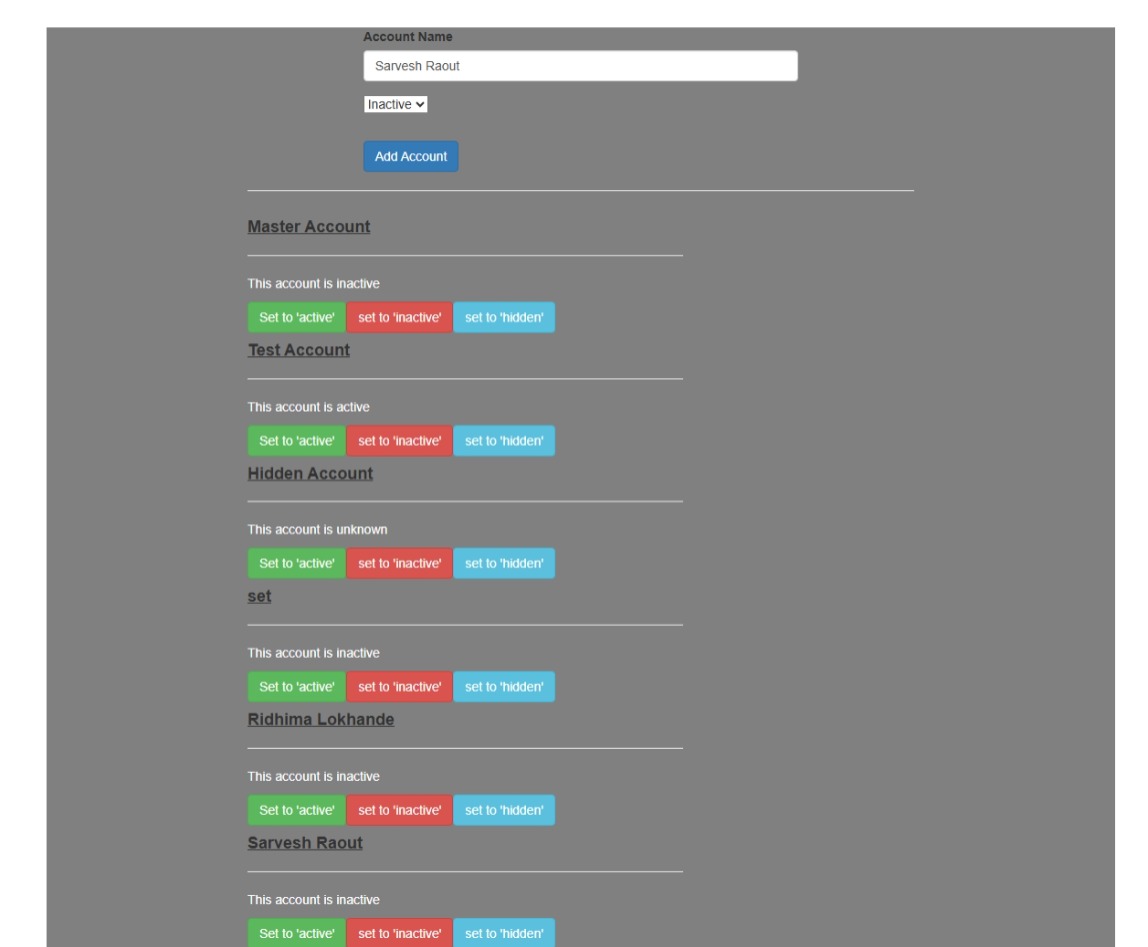 Account Name
Sarvesh Raout
Inactive
Add Account
Master Account
This account is inactive
Set to 'active' set to 'inactive' set to 'hidden'
Test Account
This account is active
Set to 'active' set to 'inactive' set to 'hidden'
Hidden Account
This account is unknown
Set to 'active' set to 'inactive' set to 'hidden'
set
This account is inactive
Set to 'active' set to 'inactive' set to 'hidden'
Ridhima Lokhande
This account is inactive
Set to 'active' set to 'inactive' set to 'hidden'
Sarvesh Raout
This account is inactive
Set to 'active' set to 'inactive' set to 'hidden'